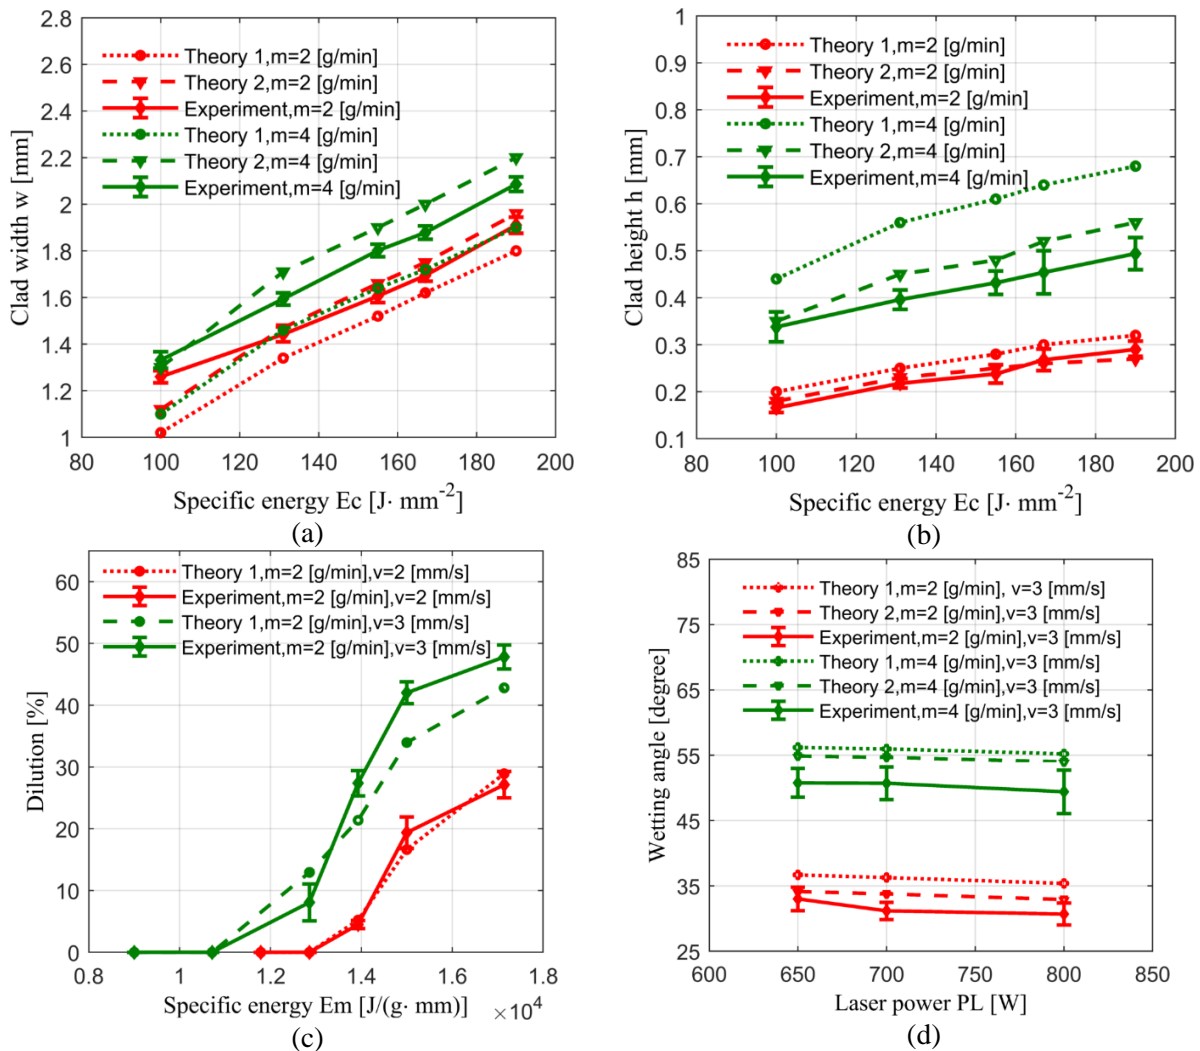 2.8
2.6
2.4
2.2
2
1.8
1.6
1.4
1.2
1
Clad width w [mm]
Theory 1,m=2 [g/min]
Theory 2,m=2 [g/min]
Experiment,m=2 [g/min]
Theory 1,m=4 [g/min]
Theory 2,m=4 [g/min]
Experiment,m=4 [g/min]
80 100 120 140 160 180 200
Specific energy Ec [J· mm-2]
(a)
1
0.9
0.8
0.7
0.6
0.5
0.4
0.3
0.2
0.1
Clad height h [mm]
Theory 1,m=2 [g/min]
Theory 2,m=2 [g/min]
Experiment,m=2 [g/min]
Theory 1,m=4 [g/min]
Theory 2,m=4 [g/min]
Experiment,m=4 [g/min]
80 100 120 140 160 180 200
Specific energy Ec [J· mm-2]
(b)
60
50
40
30
20
10
0
Dilution [%]
Theory 1,m=2 [g/min],v=2 [mm/s]
Experiment,m=2 [g/min],v=2 [mm/s]
Theory 1,m=2 [g/min],v=3 [mm/s]
Experiment,m=2 [g/min],v=3 [mm/s]
0.8 1 1.2 1.4 1.6 1.8
Specific energy Em [J/(g· mm)] ×104
(c)
85
75
65
55
45
35
25
Wetting angle [degree]
Theory 1,m=2 [g/min], v=3 [mm/s]
Theory 2,m=2 [g/min],v=3 [mm/s]
Experiment,m=2 [g/min],v=3 [mm/s]
Theory 1,m=4 [g/min],v=3 [mm/s]
Theory 2,m=4 [g/min],v=3 [mm/s]
Experiment,m=4 [g/min],v=3 [mm/s]
600 650 700 750 800 850
Laser power PL [W]
(d)